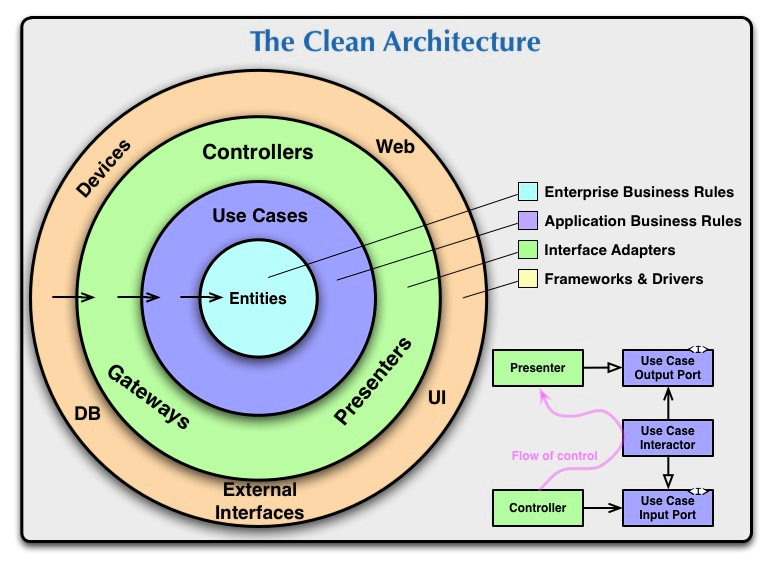 The Clean Architecture
Devices
Web
Controllers
Use Cases
Entities
Gateways
Presenters
DB
UI
External
Interfaces
Enterprise Business Rules
Application Business Rules
Interface Adapters
Frameworks & Drivers
Presenter
<I>
Use Case
Output Port
Use Case
Interactor
Flow of control
Controller
<I>
Use Case
Input Port